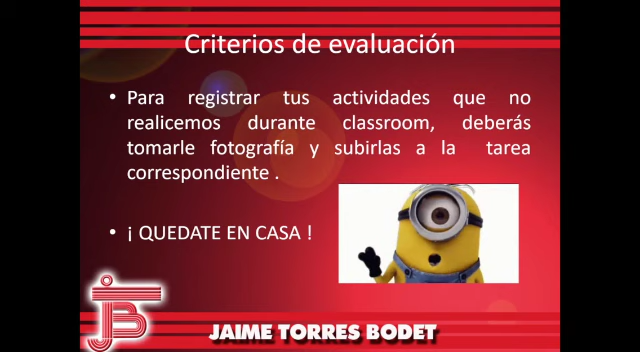 Criterios de evaluación
• Para registrar tus actividades que no
realicemos durante classroom, deberás
tomarle fotografía y subirlas a la tarea
correspondiente .
• ¡ QUEDATE EN CASA !
JTB
JAIME TORRES BODET